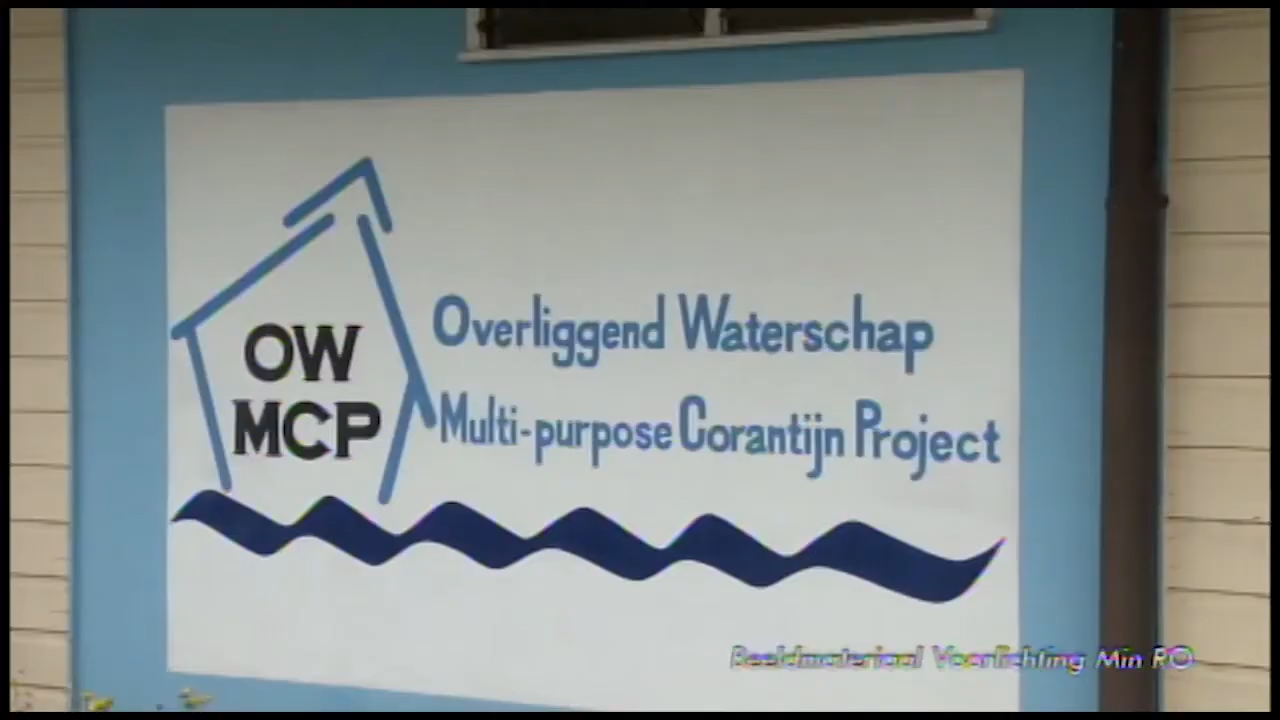 OW
MCP
Overliggend Waterschap
Multi-purpose Corantijn Project
Beeldmateriaal Voorlichting Min RO